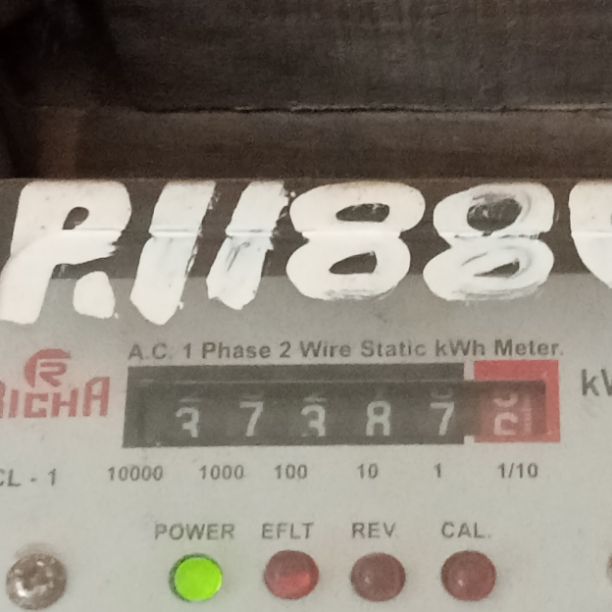 R1188
A.C. 1 Phase 2 Wire Static kWh Meter.
RICHA
3 7 3 8 7
CL - 1 10000 1000 100 10 1 1/10
POWER EFLT REV. CAL.